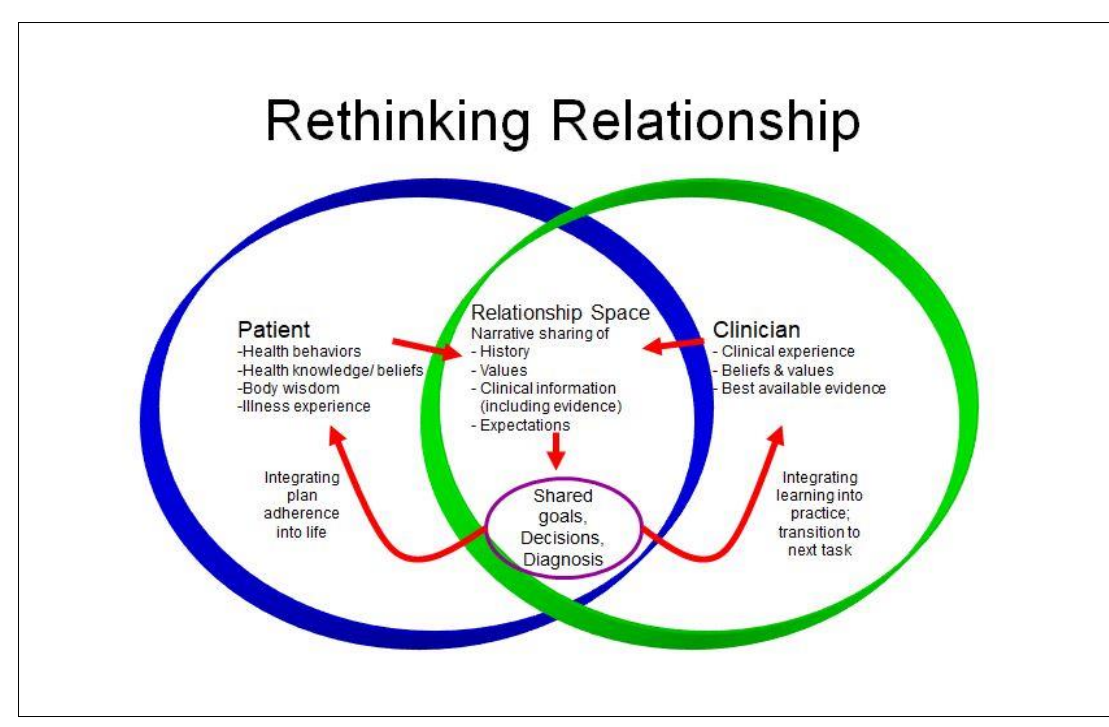 Rethinking Relationship
Patient
-Health behaviors
-Health knowledge/ beliefs
-Body wisdom
-Illness experience
Relationship Space
Narrative sharing of
- History
- Values
- Clinical information
(including evidence)
- Expectations
Clinician
- Clinical experience
- Beliefs & values
- Best available evidence
Integrating
plan
adherence
into life
Shared
goals,
Decisions,
Diagnosis
Integrating
learning into
practice;
transition to
next task